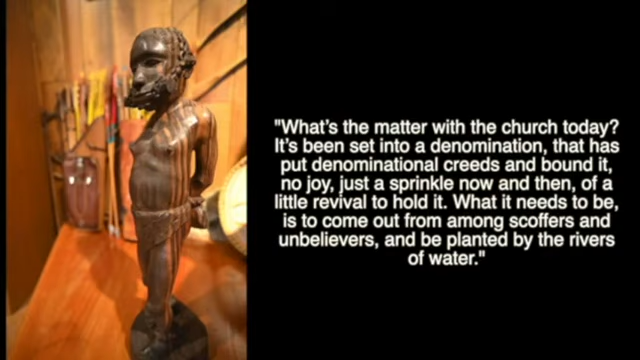 "What's the matter with the church today?
It's been set into a denomination, that has
put denominational creeds and bound it,
no joy, just a sprinkle now and then, of a
little revival to hold it. What it needs to be,
is to come out from among scoffers and
unbelievers, and be planted by the rivers
of water."